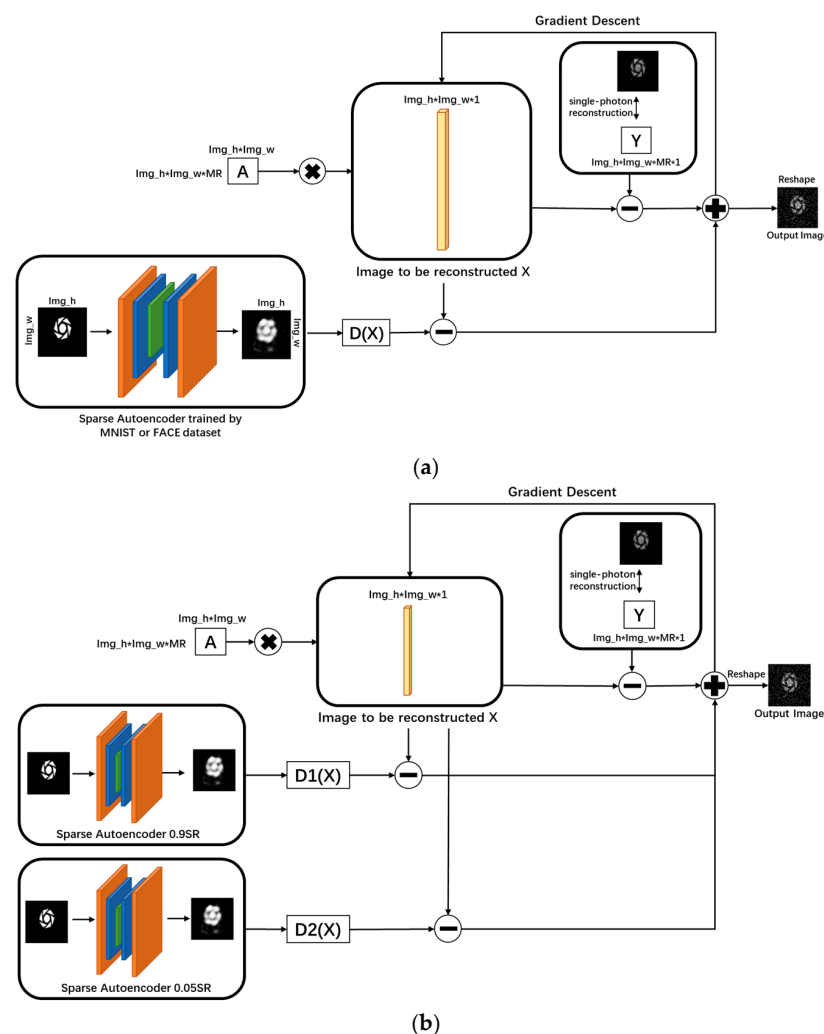 Gradient Descent
Img_h*Img_w*1
single-photon
reconstruction
Y
Img_h*Img_w*MR*1
Img_h*Img_w
Img_h*Img_w*MR
A
Reshape
Output Image
Image to be reconstructed X
Img_h
Img_w
Img_h
Img_w
D(X)
Sparse Autoencoder trained by
MNIST or FACE dataset
(a)
Gradient Descent
single-photon
reconstruction
Y
Img_h*Img_w*MR*1
Img_h*Img_w*1
Img_h*Img_w
Img_h*Img_w*MR
A
Reshape
Output Image
Image to be reconstructed X
D1(X)
Sparse Autoencoder 0.9SR
D2(X)
Sparse Autoencoder 0.05SR
(b)